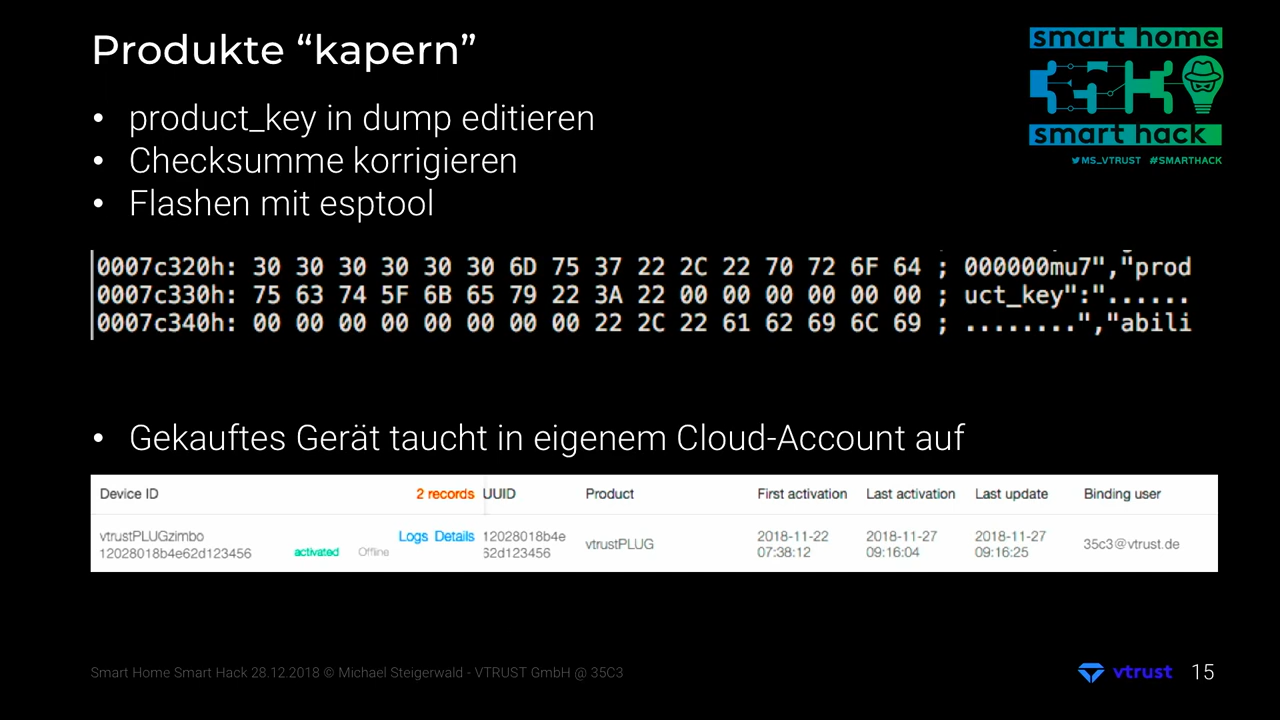 Produkte “kapern”
smart home
35C3
smart hack
MS_VTRUST #SMARTHACK
• product_key in dump editieren
• Checksumme korrigieren
• Flashen mit esptool
0007c320h: 30 30 30 30 30 30 6D 75 37 22 2C 22 70 72 6F 64 ; 000000mu7","prod
0007c330h: 75 63 74 5F 6B 65 79 22 3A 22 00 00 00 00 00 00 ; uct_key":"......
0007c340h: 00 00 00 00 00 00 00 00 22 2C 22 61 62 69 6C 69 ; ........","abili
• Gekauftes Gerät taucht in eigenem Cloud-Account auf
Device ID 2 records UUID Product First activation Last activation Last update Binding user
vtrustPLUGzimbo Logs Details 12028018b4e 2018-11-22 2018-11-27 2018-11-27
12028018b4e62d123456 activated Offline 62d123456 vtrustPLUG 07:38:12 09:16:04 09:16:25 35c3@vtrust.de
Smart Home Smart Hack 28.12.2018 © Michael Steigerwald - VTRUST GmbH @ 35C3
vtrust 15